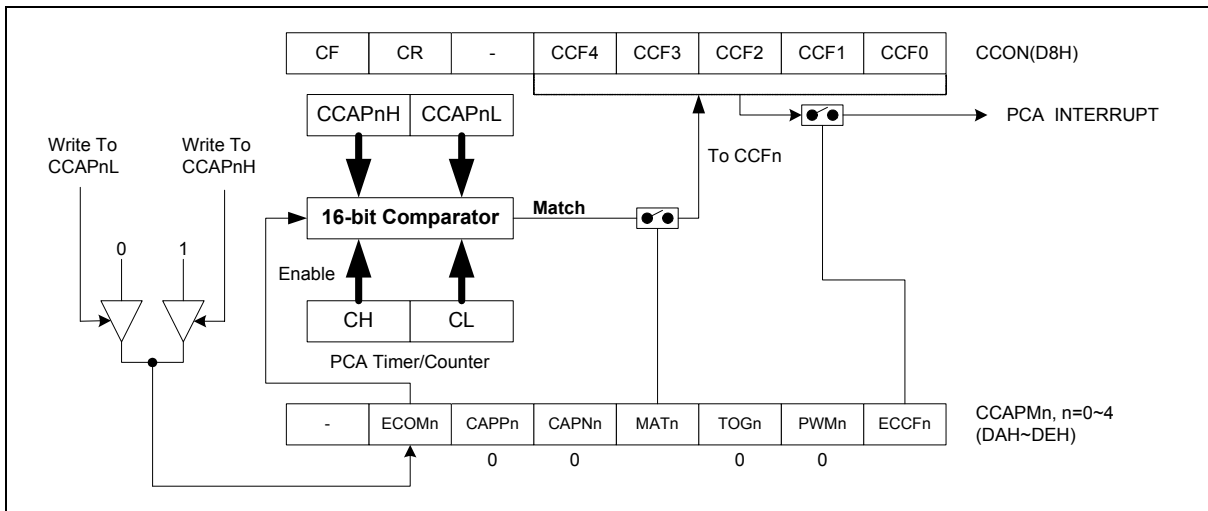 CF CR - CCF4 CCF3 CCF2 CCF1 CCF0 CCON(D8H)
CCAPnH CCAPnL
PCA INTERRUPT
Write To
CCAPnL
Write To
CCAPnH
To CCFn
16-bit Comparator
Match
0 1
Enable
CH CL
PCA Timer/Counter
- ECOMn CAPPn CAPNn MATn TOGn PWMn ECCFn
CCAPMn, n=0~4
(DAH~DEH)
0 0 0 0